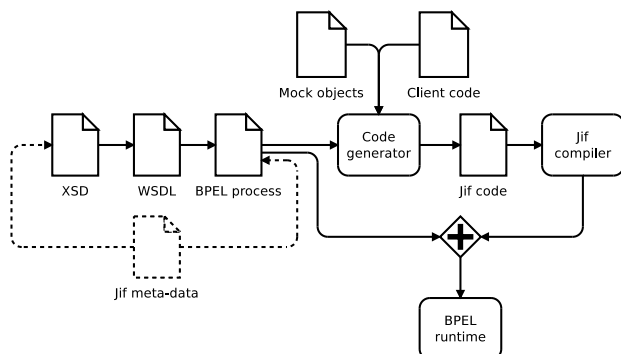 Mock objects
Client code
Code
generator
Jif
compiler
XSD
WSDL
BPEL process
Jif code
Jif meta-data
BPEL
runtime